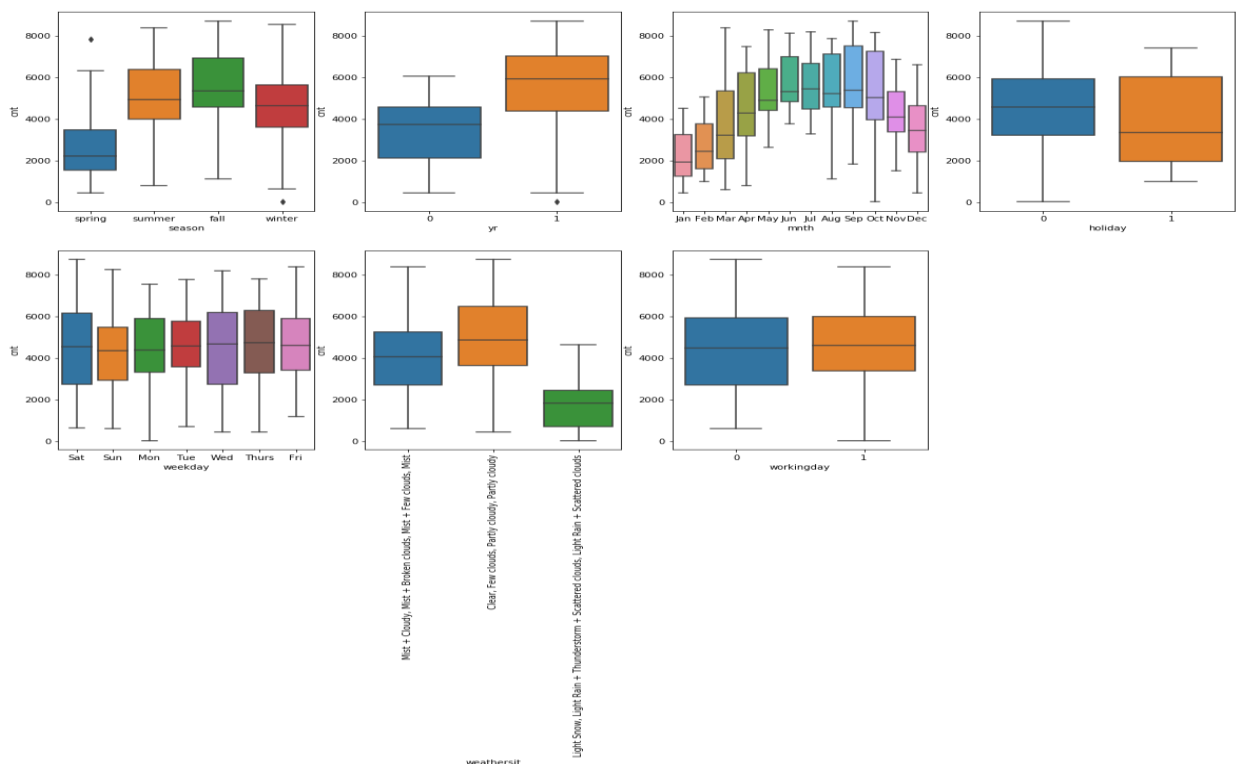 8000
6000
4000
2000
0
cnt
spring summer fall winter
season
8000
6000
4000
2000
0
cnt
0 1
yr
8000
6000
4000
2000
0
cnt
Jan Feb Mar Apr May Jun Jul Aug Sep Oct Nov Dec
mnth
8000
6000
4000
2000
0
cnt
0 1
holiday
8000
6000
4000
2000
0
cnt
Sat Sun Mon Tue Wed Thurs Fri
weekday
8000
6000
4000
2000
0
cnt
Mist + Cloudy, Mist + Broken clouds, Mist + Few clouds, Mist
Clear, Few clouds, Partly cloudy, Partly cloudy
Light Snow, Light Rain + Thunderstorm + Scattered clouds, Light Rain + Scattered clouds
weathersit
8000
6000
4000
2000
0
cnt
0 1
workingday